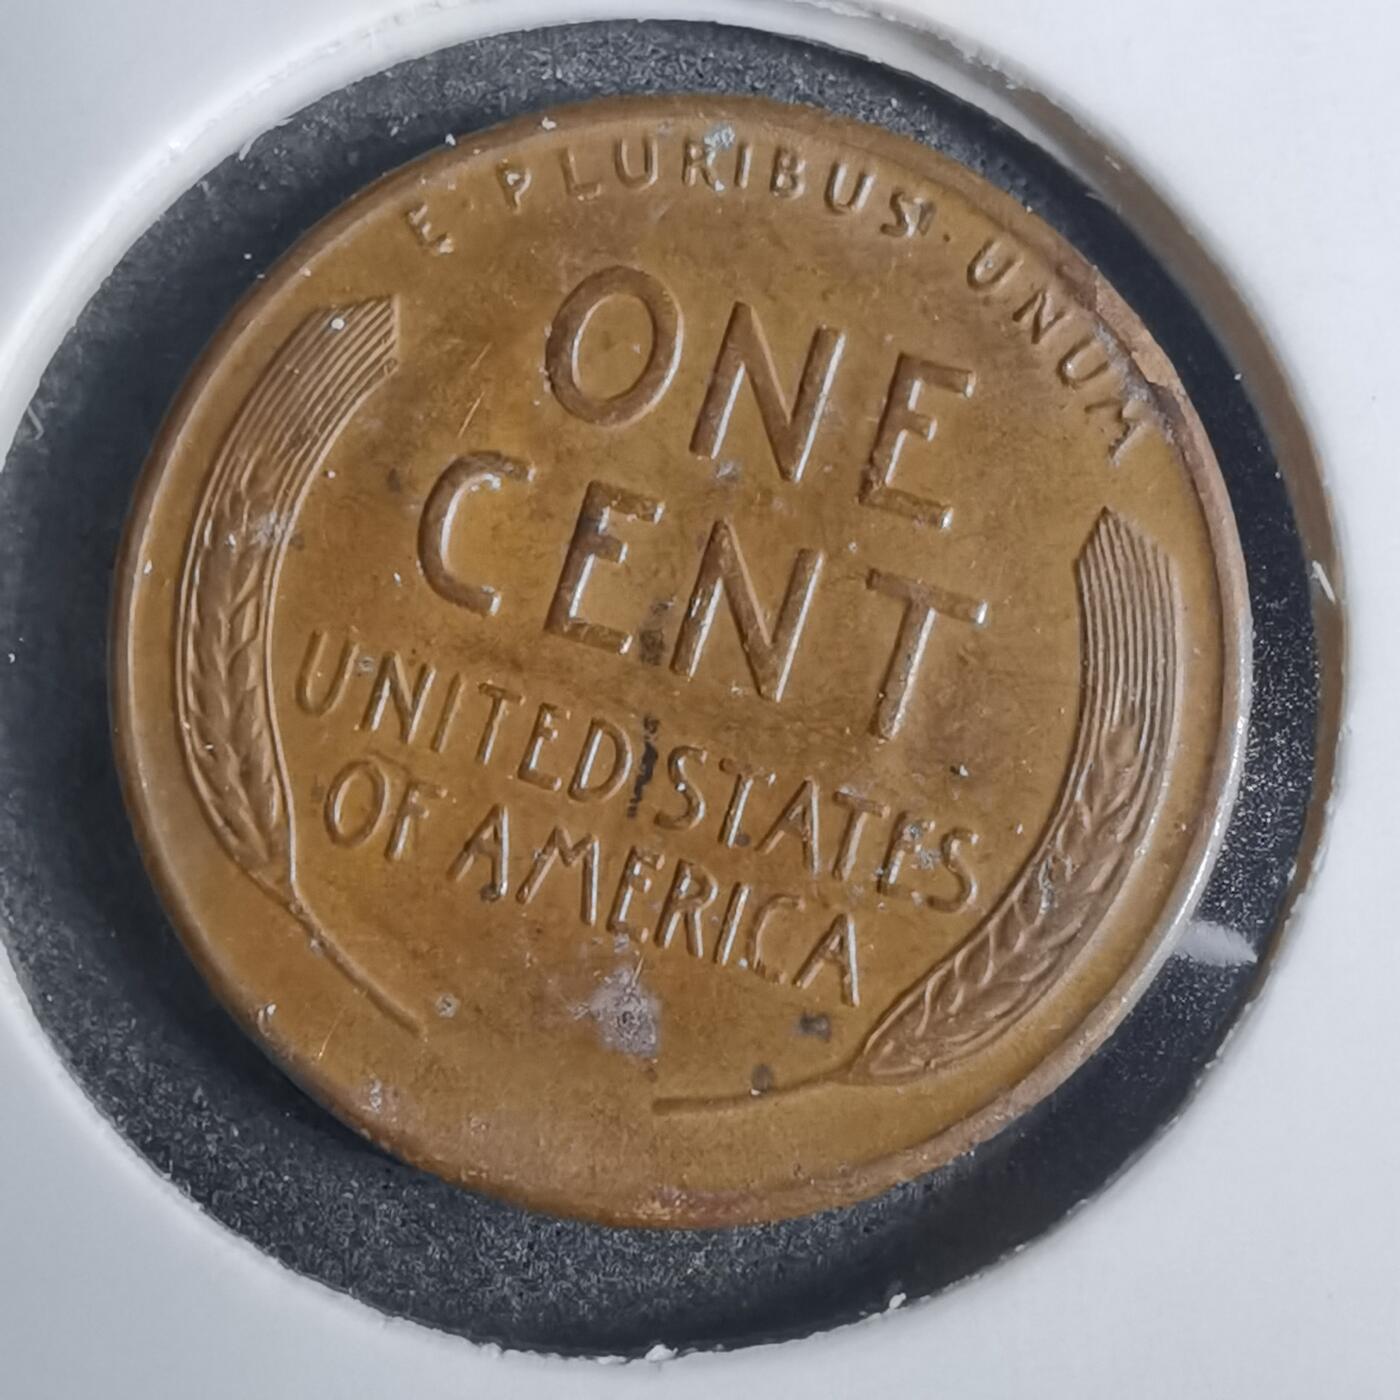 E · PLURIBUS · UNUM
ONE
CENT
UNITED STATES
OF AMERICA